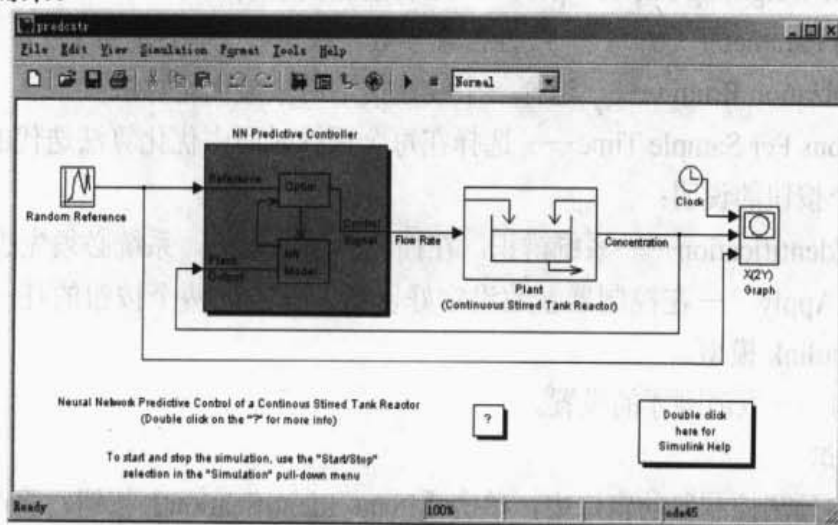 predcstr
File Edit View Simulation Format Tools Help
Normal
NN Predictive Controller
Random Reference
Reference
Optim.
Control
Signal
NN
Model
Plant
Output
Flow Rate
Plant
(Continuous Stirred Tank Reactor)
Concentration
Clock
X(2Y)
Graph
Neural Network Predictive Control of a Continous Stirred Tank Reactor
(Double click on the "?" for more info)
?
Double click
here for
Simulink Help
To start and stop the simulation, use the "Start/Stop"
selection in the "Simulation" pull-down menu
Ready
100%
ode45